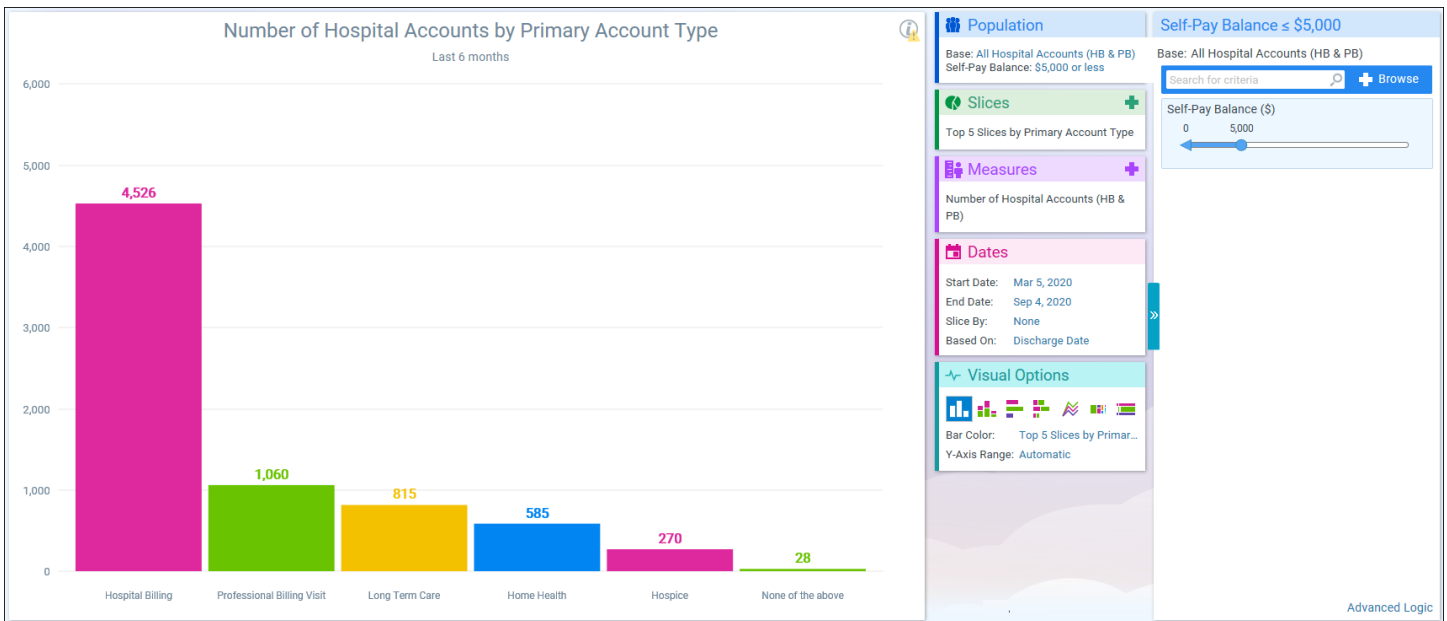 Number of Hospital Accounts by Primary Account Type
Last 6 months
6,000
5,000
4,000
3,000
2,000
1,000
0
4,526
1,060
815
585
270
28
Hospital Billing
Professional Billing Visit
Long Term Care
Home Health
Hospice
None of the above
Population
Base: All Hospital Accounts (HB & PB)
Self-Pay Balance: $5,000 or less
Slices
Top 5 Slices by Primary Account Type
Measures
Number of Hospital Accounts (HB &
PB)
Dates
Start Date: Mar 5, 2020
End Date: Sep 4, 2020
Slice By: None
Based On: Discharge Date
Visual Options
Bar Color: Top 5 Slices by Primar...
Y-Axis Range: Automatic
Self-Pay Balance ≤ $5,000
Base: All Hospital Accounts (HB & PB)
Search for criteria
Browse
Self-Pay Balance ($)
0 5,000
Advanced Logic